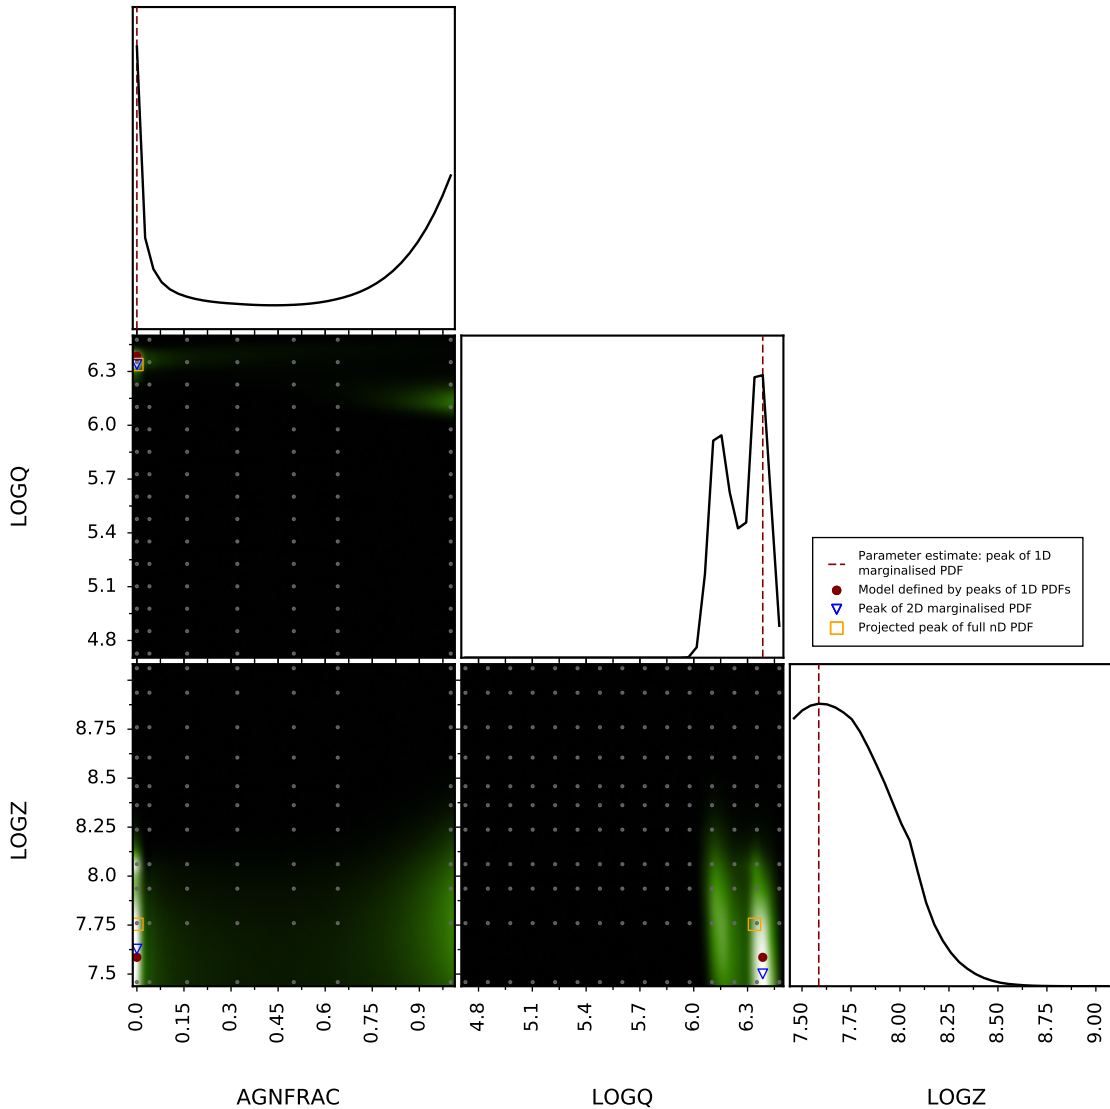 6.3
6.0
5.7
5.4
5.1
4.8
LOGQ
Parameter estimate: peak of 1D
marginalised PDF
Model defined by peaks of 1D PDFs
Peak of 2D marginalised PDF
Projected peak of full nD PDF
8.75
8.5
8.25
8.0
7.75
7.5
LOGZ
0.0 0.15 0.3 0.45 0.6 0.75 0.9
4.8 5.1 5.4 5.7 6.0 6.3
7.50 7.75 8.00 8.25 8.50 8.75 9.00
AGNFRAC LOGQ LOGZ